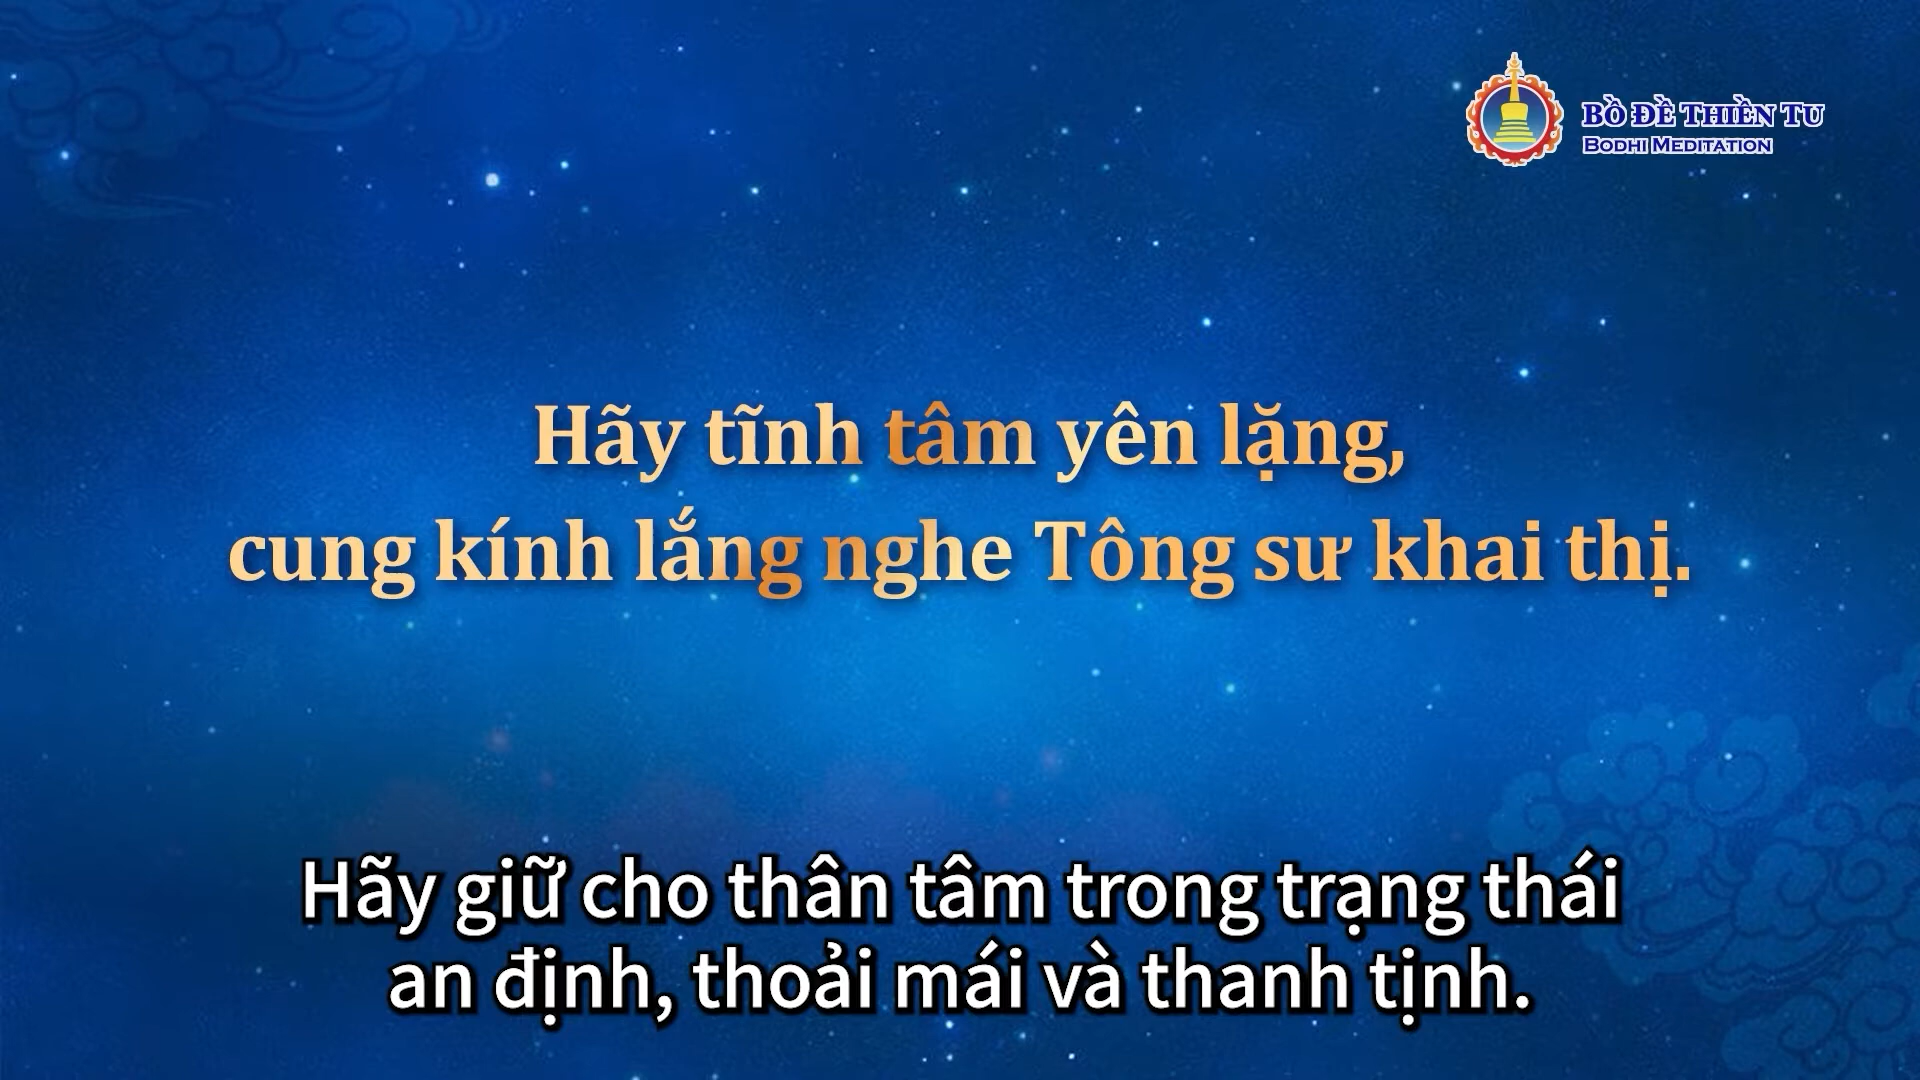 BỒ ĐỀ THIỀN TU
BODHI MEDITATION
Hãy tĩnh tâm yên lặng,
cung kính lắng nghe Tông sư khai thị.
Hãy giữ cho thân tâm trong trạng thái
an định, thoải mái và thanh tịnh.